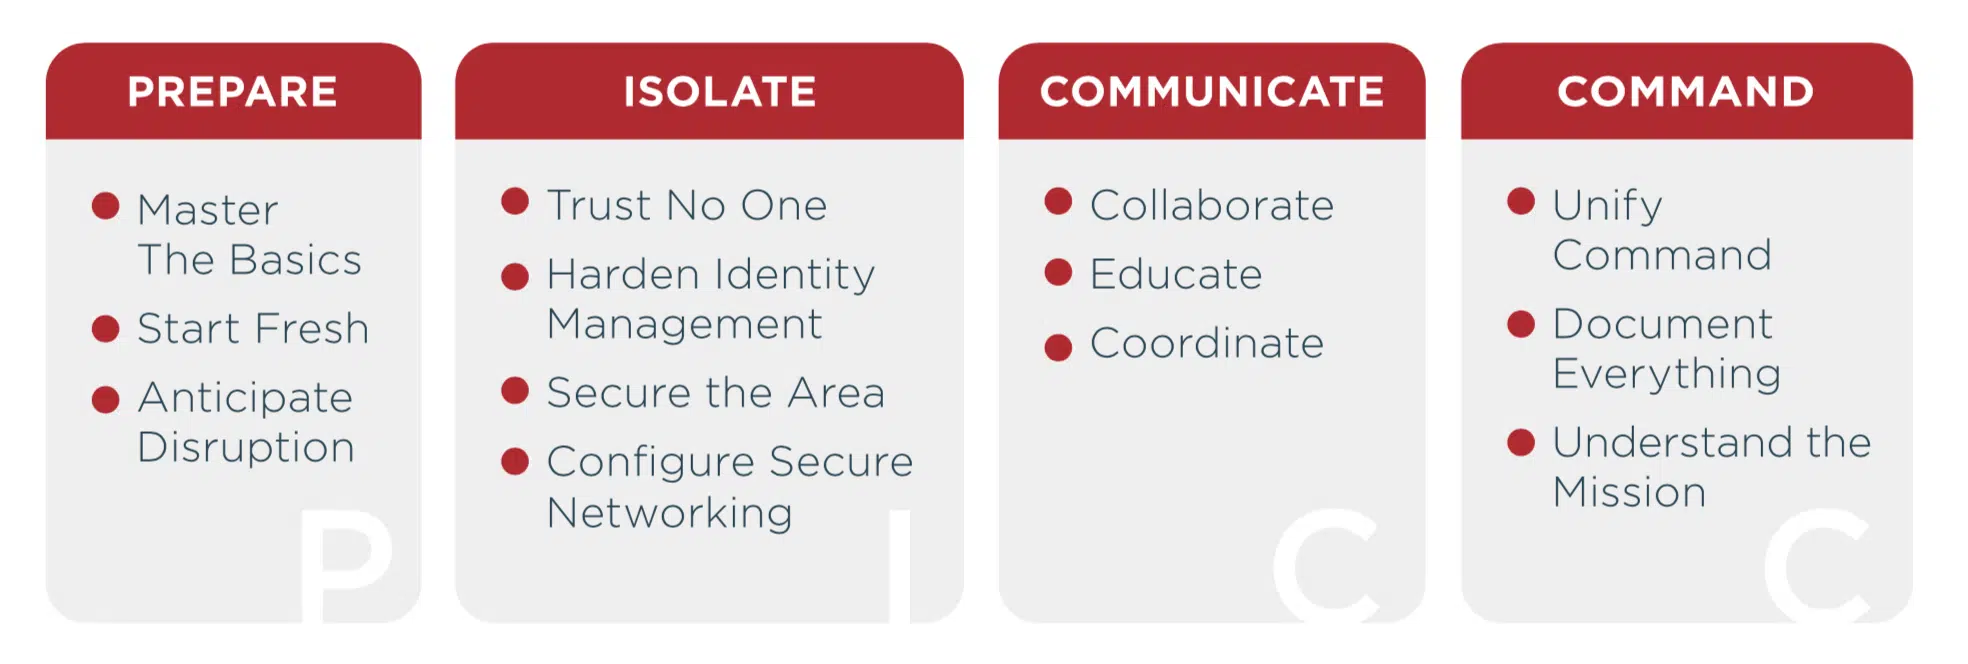 PREPARE
Master
The Basics
Start Fresh
Anticipate
Disruption
P
ISOLATE
Trust No One
Harden Identity
Management
Secure the Area
Configure Secure
Networking
I
COMMUNICATE
Collaborate
Educate
Coordinate
C
COMMAND
Unify
Command
Document
Everything
Understand the
Mission
C